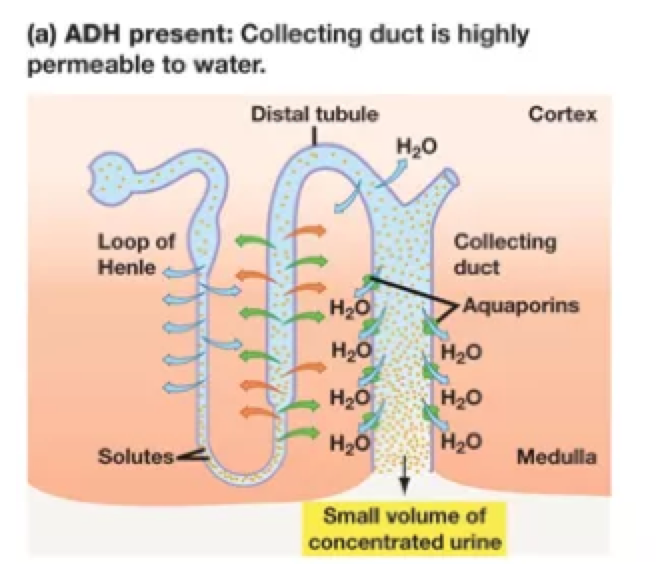 (a) ADH present: Collecting duct is highly
permeable to water.
Distal tubule
Cortex
H₂O
Loop of
Henle
Collecting
duct
Aquaporins
H₂O
H₂O
H₂O
H₂O
H₂O
H₂O
H₂O
Solutes
Medulla
Small volume of
concentrated urine